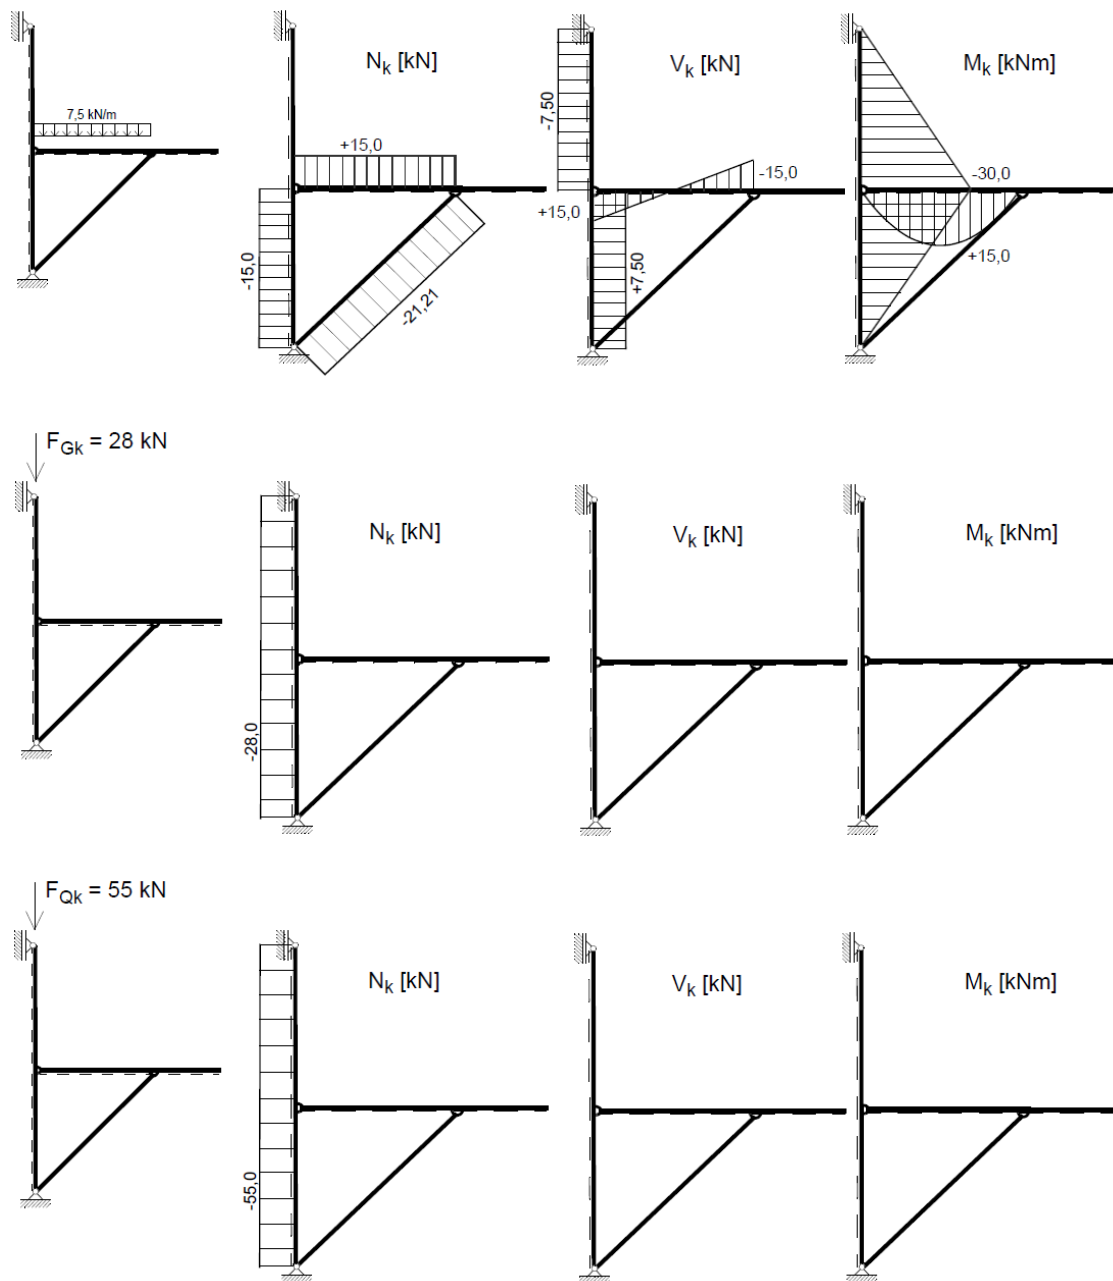 N_k [kN]
V_k [kN]
M_k [kNm]
7,5 kN/m
+15,0
-15,0
-21,21
-7,50
-15,0
+15,0
+7,50
-30,0
+15,0
F_Gk = 28 kN
N_k [kN]
V_k [kN]
M_k [kNm]
-28,0
F_Qk = 55 kN
N_k [kN]
V_k [kN]
M_k [kNm]
-55,0